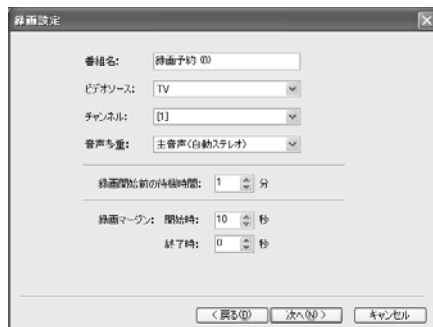 録画設定
番組名: 録画予約 (1)
ビデオソース: TV
チャンネル: [1]
音声多重: 主音声(自動ステレオ)
録画開始前の待機時間: 1 分
録画マージン: 開始時: 10 秒
終了時: 0 秒
< 戻る(B) 次へ(N) > キャンセル